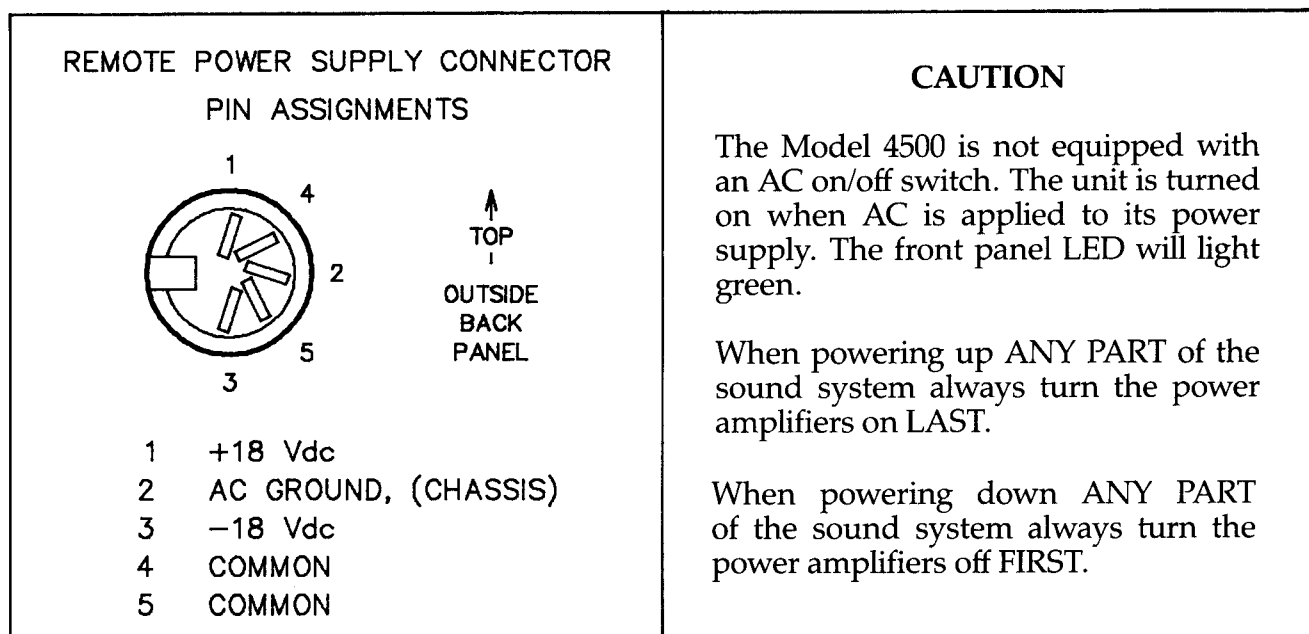 REMOTE POWER SUPPLY CONNECTOR
PIN ASSIGNMENTS
1
4
2
5
3
TOP
OUTSIDE
BACK
PANEL
1 +18 Vdc
2 AC GROUND, (CHASSIS)
3 −18 Vdc
4 COMMON
5 COMMON
CAUTION
The Model 4500 is not equipped with
an AC on/off switch. The unit is turned
on when AC is applied to its power
supply. The front panel LED will light
green.
When powering up ANY PART of the
sound system always turn the power
amplifiers on LAST.
When powering down ANY PART
of the sound system always turn the
power amplifiers off FIRST.